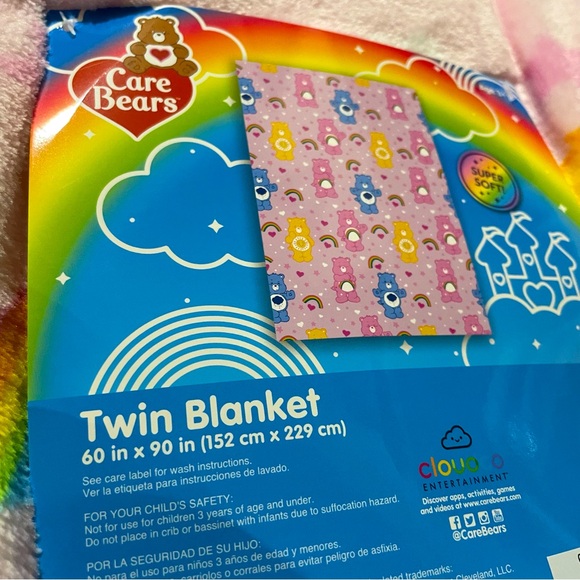 Care
Bears
SUPER
SOFT!
Twin Blanket
60 in x 90 in (152 cm x 229 cm)
See care label for wash instructions.
Ver la etiqueta para instrucciones de lavado.
FOR YOUR CHILD'S SAFETY:
Not for use for children 3 years of age and under.
Do not place in crib or bassinet with infants due to suffocation hazard.
POR LA SEGURIDAD DE SU HIJO:
No para el uso para niños 3 años de edad y menores.
carriolos o corrales para evitar peligro de asfixia.
ENTERTAINMENT
Discover apps, activities, games
and videos at www.carebears.com
@CareBears
trademarks:
Cleveland, LLC.